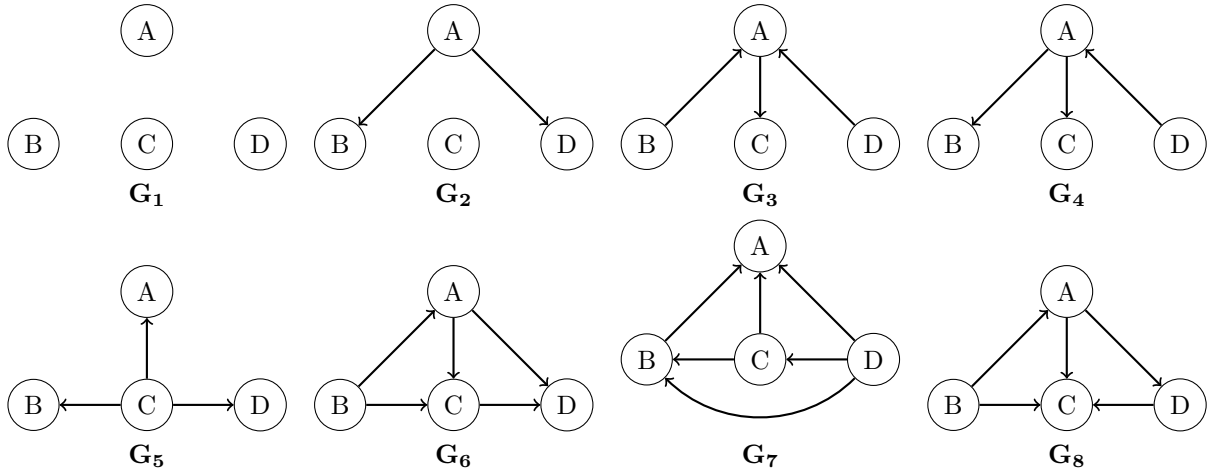 A A A A
B C D B C D B C D B C D
G₁ G₂ G₃ G₄
A A A A
B C D B C D B C D B C D
G₅ G₆ G₇ G₈